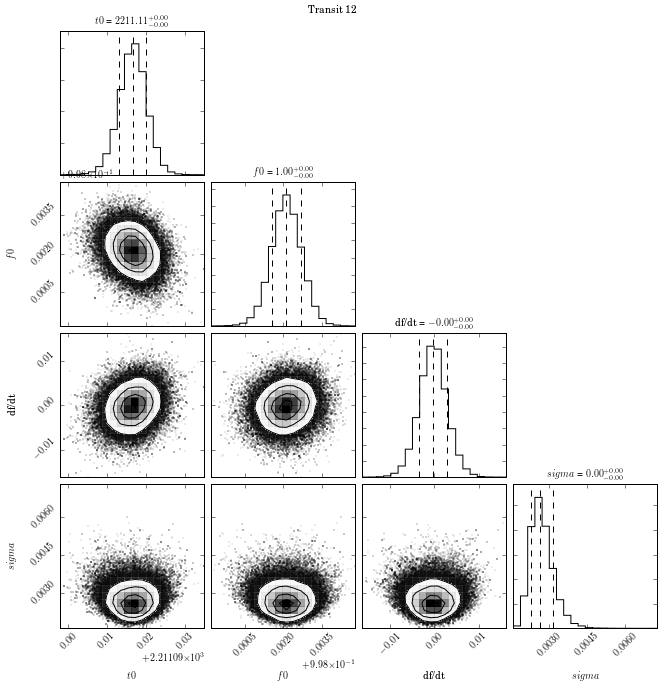 Transit 12
t0 = 2211.11 +0.00 −0.00
f0 = 1.00 +0.00 −0.00
f0
0.0035
0.0020
0.0005
df/dt = −0.00 +0.00 −0.00
df/dt
0.01
0.00
−0.01
sigma = 0.00 +0.00 −0.00
sigma
0.0060
0.0045
0.0030
0.00 0.01 0.02 0.03
+2.21109×10³
t0
0.0005 0.0020 0.0035
+9.98×10⁻¹
f0
−0.01 0.00 0.01
df/dt
0.0030 0.0045 0.0060
sigma